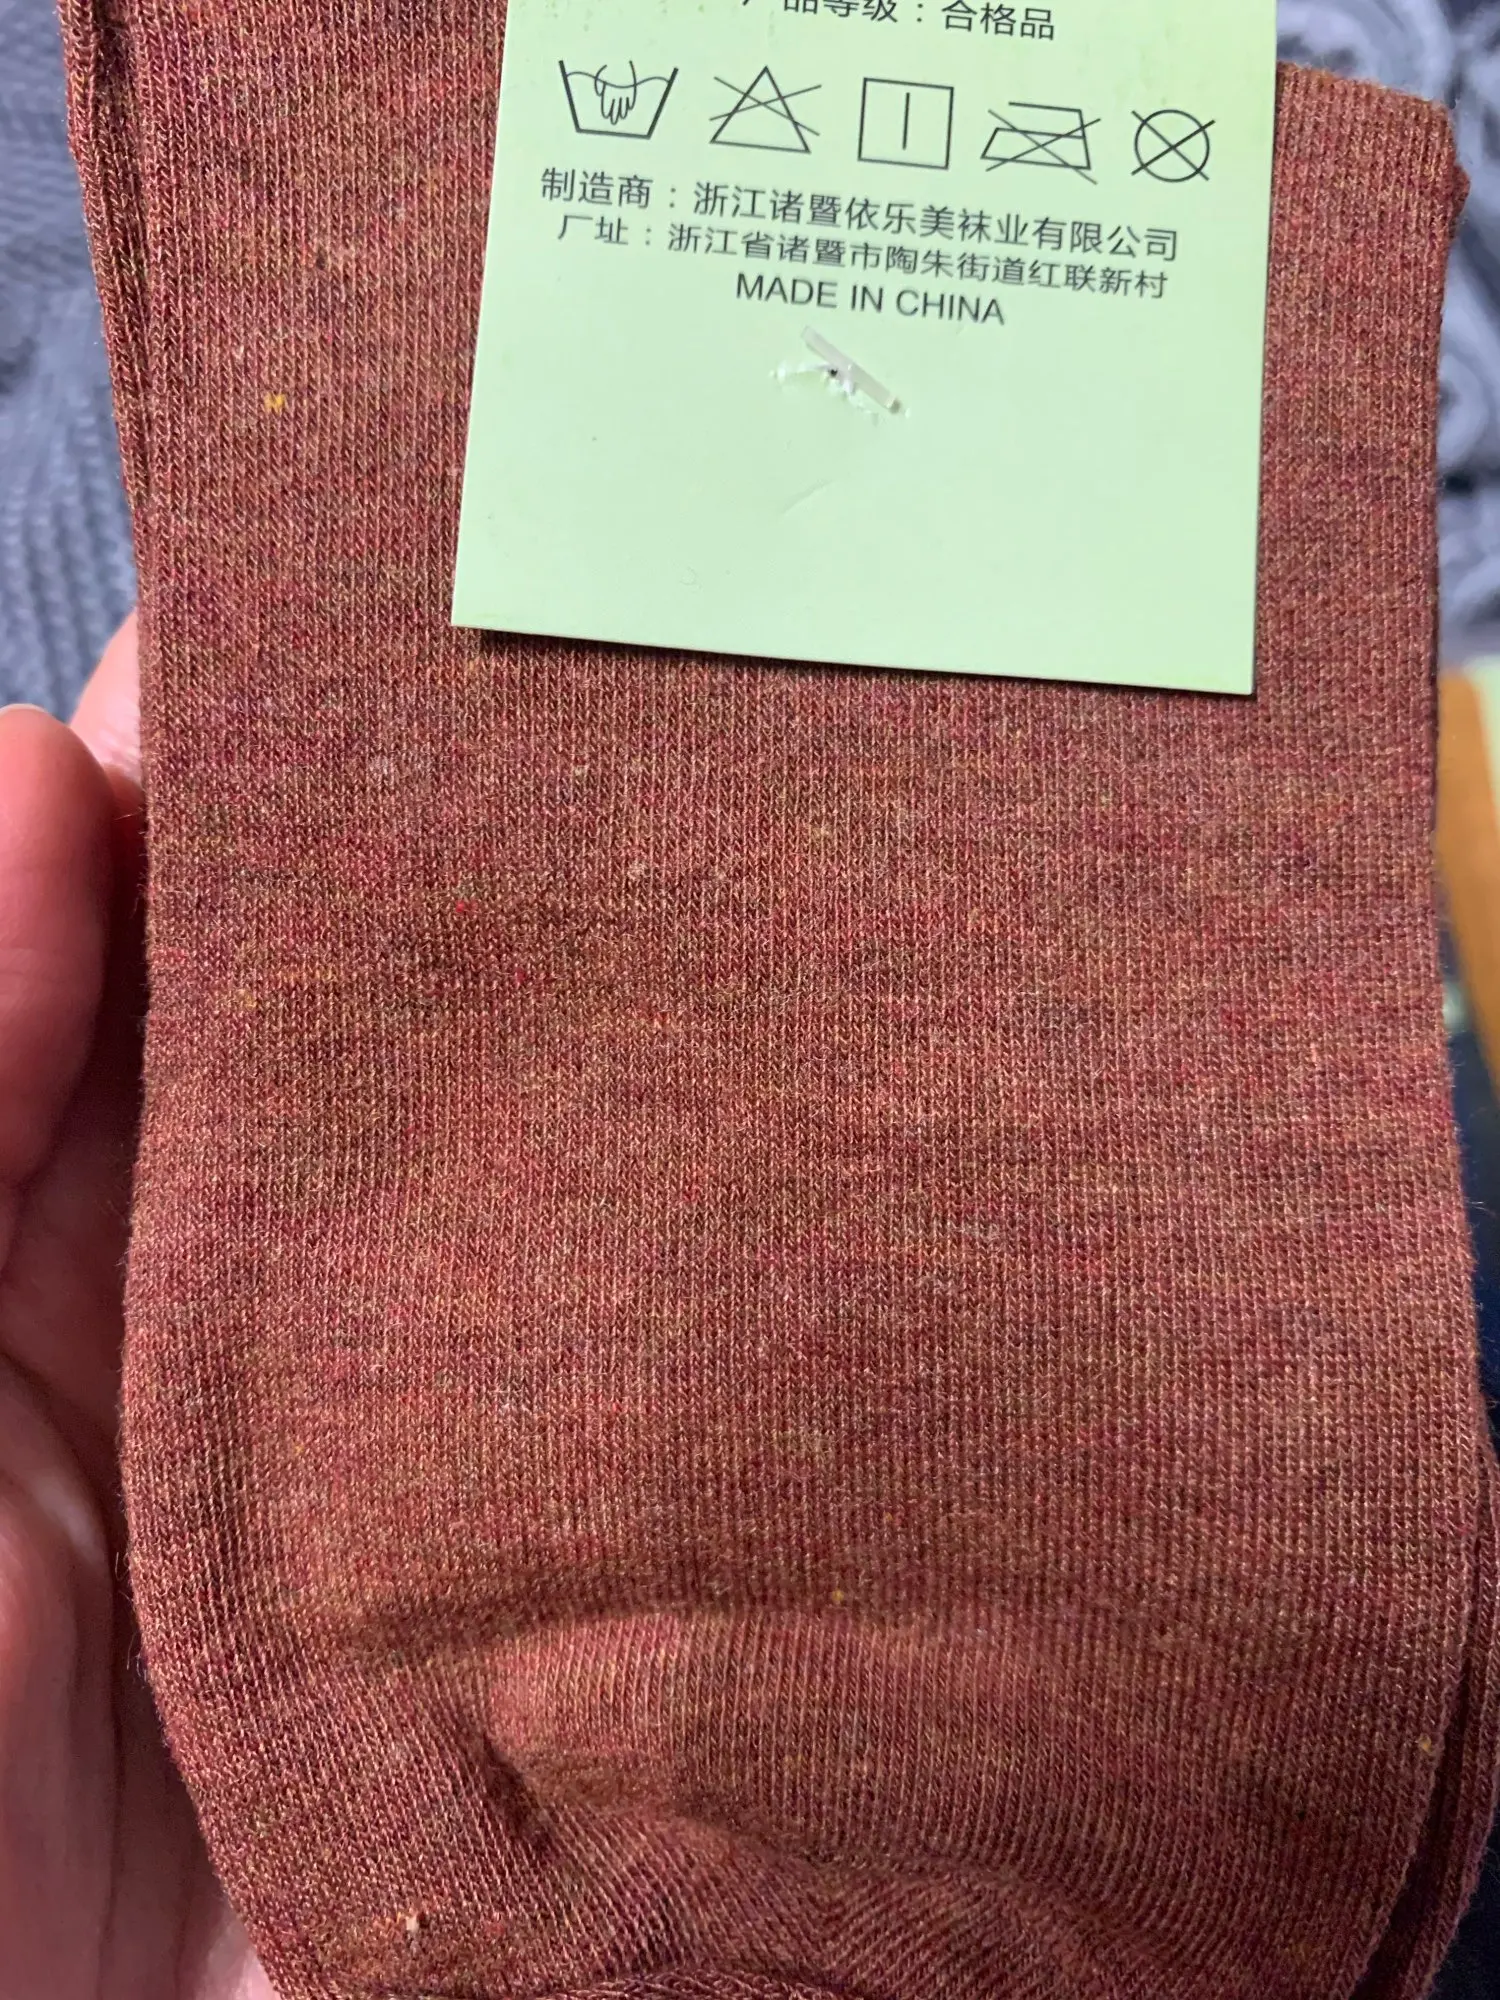 产品等级：合格品
制造商：浙江诸暨依乐美袜业有限公司
厂址：浙江省诸暨市陶朱街道红联新村
MADE IN CHINA